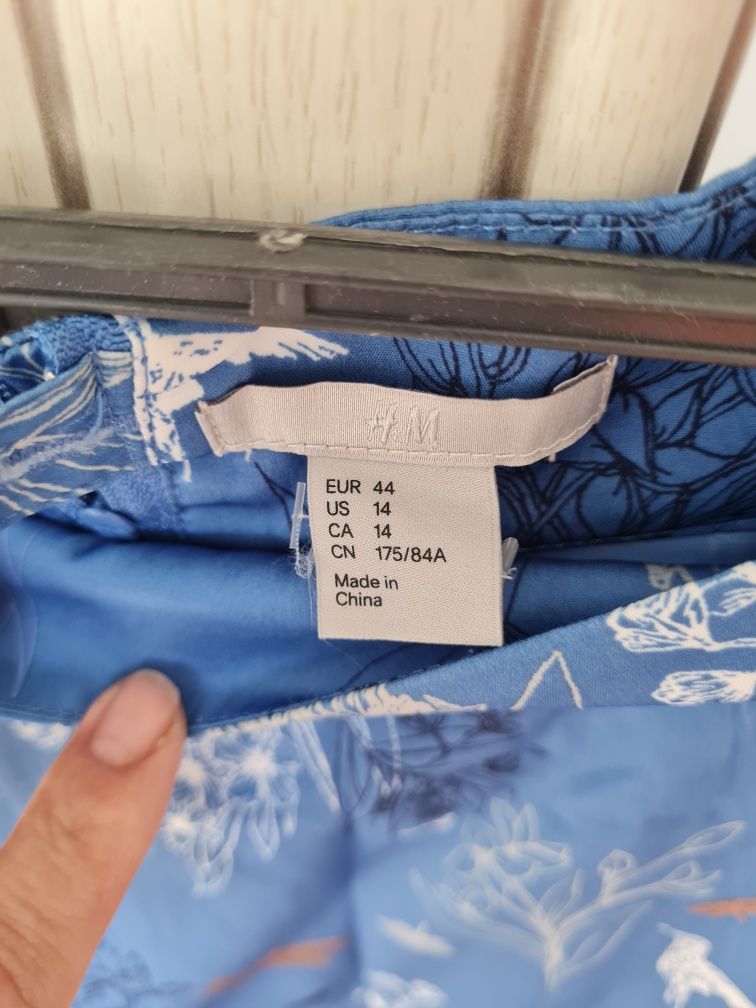 H&M
EUR 44
US 14
CA 14
CN 175/84A
Made in
China